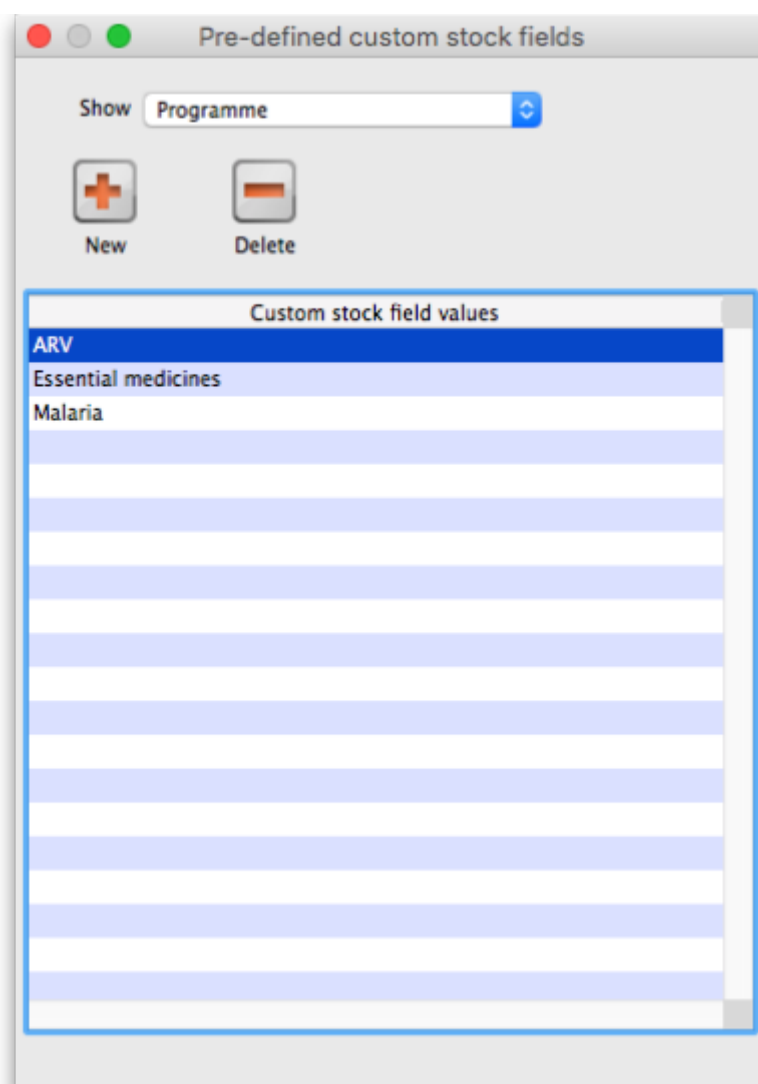 Pre-defined custom stock fields
Show Programme
New Delete
Custom stock field values
ARV
Essential medicines
Malaria